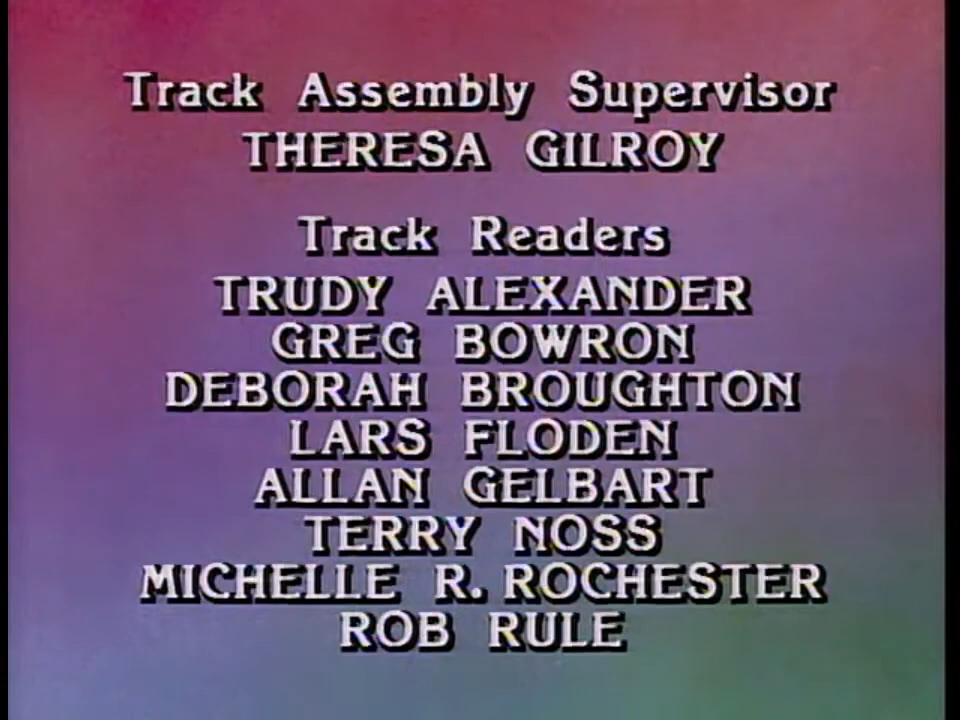 Track Assembly Supervisor
THERESA GILROY
Track Readers
TRUDY ALEXANDER
GREG BOWRON
DEBORAH BROUGHTON
LARS FLODEN
ALLAN GELBART
TERRY NOSS
MICHELLE R. ROCHESTER
ROB RULE